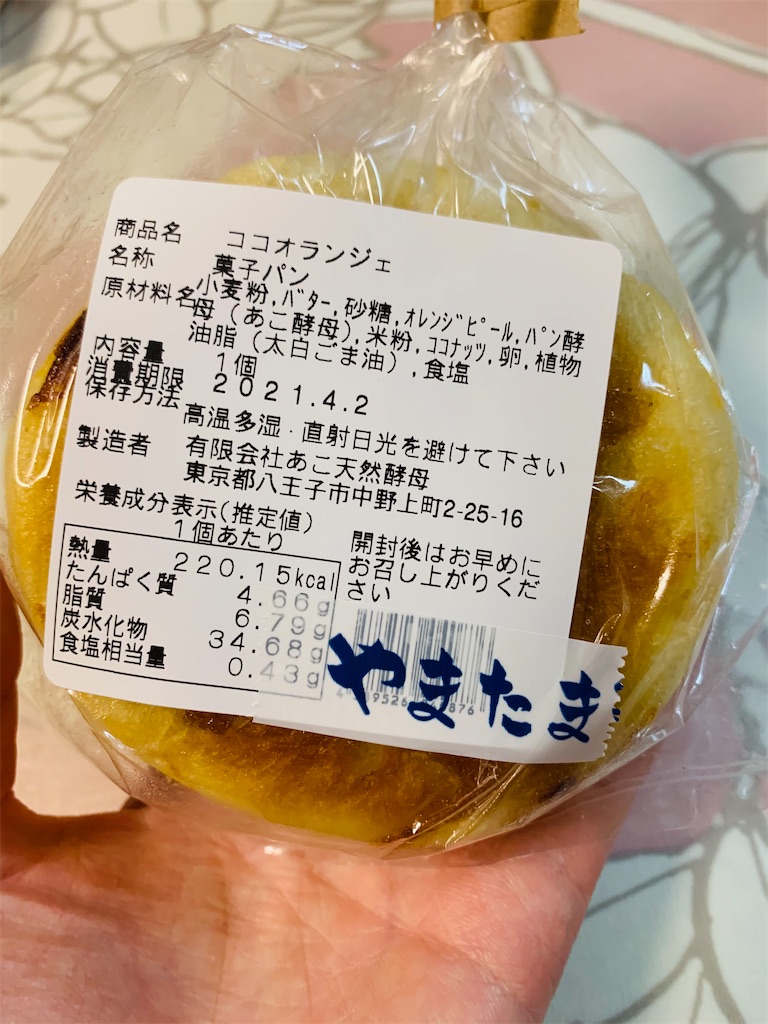 商品名 ココオランジェ
名称 菓子パン
原材料名 小麦粉,バター,砂糖,オレンジピール,パン酵
母(あこ酵母),米粉,ココナッツ,卵,植物
油脂(太白ごま油),食塩
内容量 1個
消費期限 2021.4.2
保存方法 高温多湿・直射日光を避けて下さい
製造者 有限会社あこ天然酵母
東京都八王子市中野上町2-25-16
栄養成分表示(推定値)
1個あたり
熱量 220.15kcal
たんぱく質 4.66g
脂質 6.79g
炭水化物 34.68g
食塩相当量 0.43g
開封後はお早めに
お召し上がりくだ
さい
やまたま